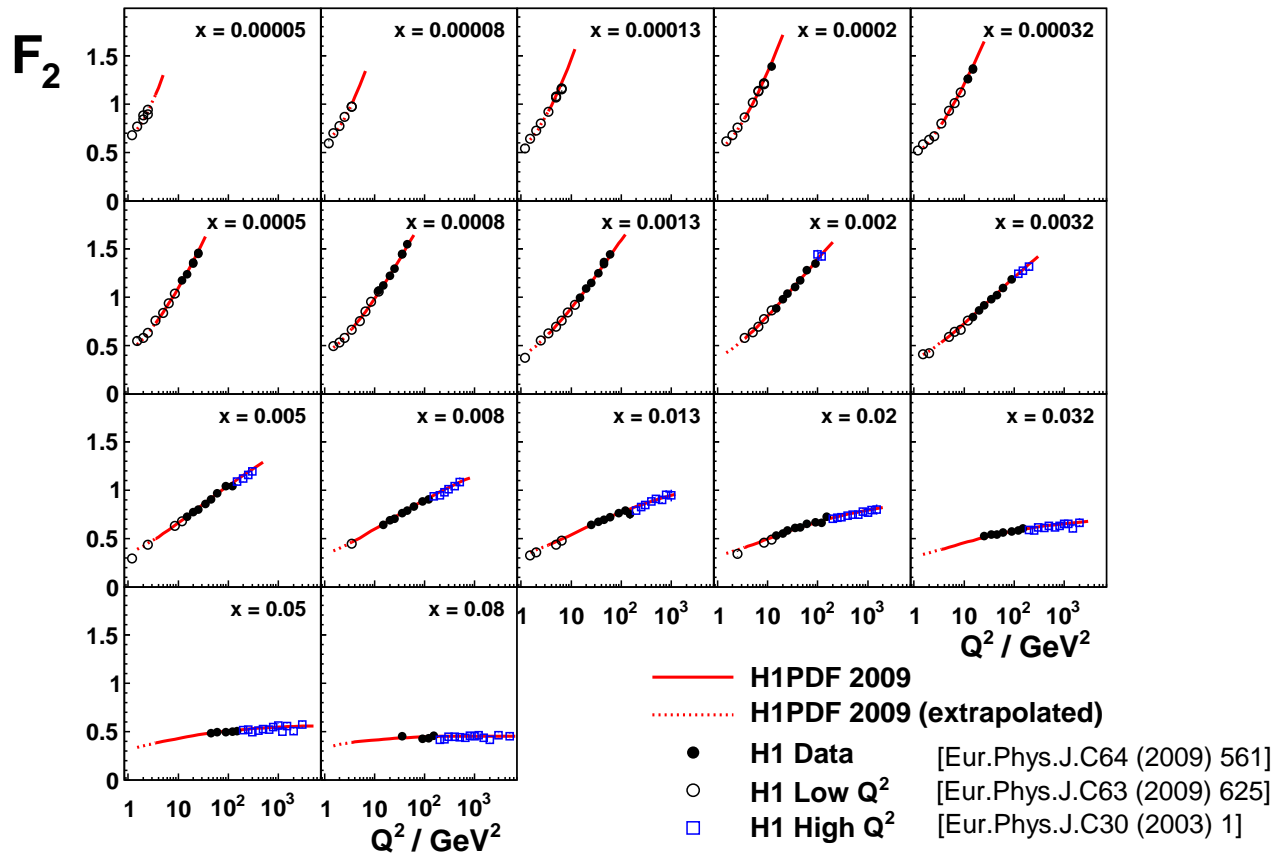 F2
x = 0.00005
x = 0.00008
x = 0.00013
x = 0.0002
x = 0.00032
1.5
1
0.5
0
x = 0.0005
x = 0.0008
x = 0.0013
x = 0.002
x = 0.0032
1.5
1
0.5
0
x = 0.005
x = 0.008
x = 0.013
x = 0.02
x = 0.032
1.5
1
0.5
0
1 10 10² 10³
1 10 10² 10³
1 10 10² 10³
Q² / GeV²
x = 0.05
x = 0.08
1.5
1
0.5
0
1 10 10² 10³
1 10 10² 10³
Q² / GeV²
H1PDF 2009
H1PDF 2009 (extrapolated)
H1 Data [Eur.Phys.J.C64 (2009) 561]
H1 Low Q² [Eur.Phys.J.C63 (2009) 625]
H1 High Q² [Eur.Phys.J.C30 (2003) 1]